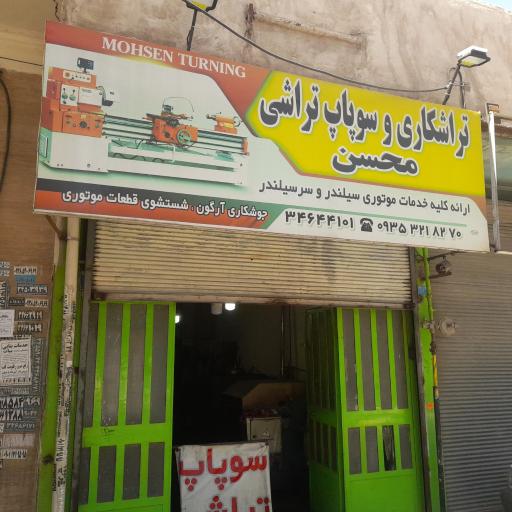 MOHSEN TURNING
تراشکاری و سوپاپ تراشی
محسن
ارائه کلیه خدمات موتوری سیلندر و سرسیلندر
جوشکاری آرگون ، شستشوی قطعات موتوری
۰۹۳۵ ۳۲۱ ۸۲ ۷۰ ☎ ۳۴۶۴۴۱۰۱
سوپاپ
تراشی